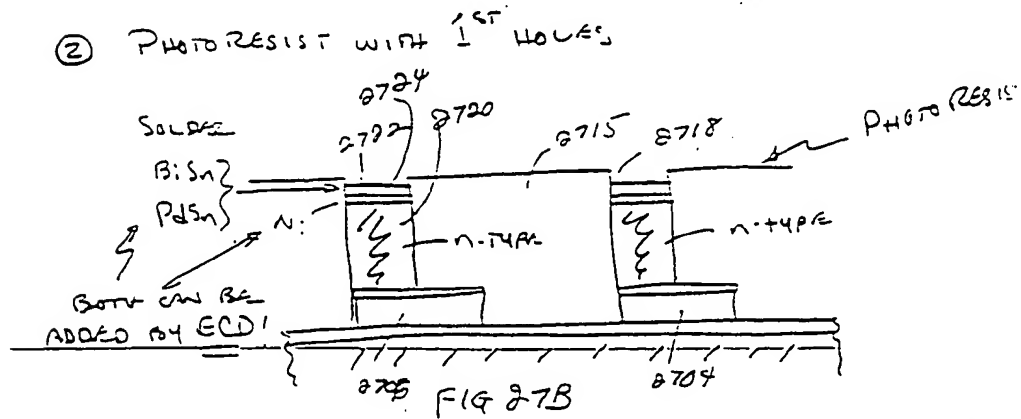 ② PHOTORESIST WITH 1ST HOLES
2724
SOLDER 2722 2720 2715 2718 PHOTORESIST
BiSn
PdSn
Ni n-TYPE n-TYPE
BOTH CAN BE
ADDED BY ECD!
2706 2704
FIG 27B